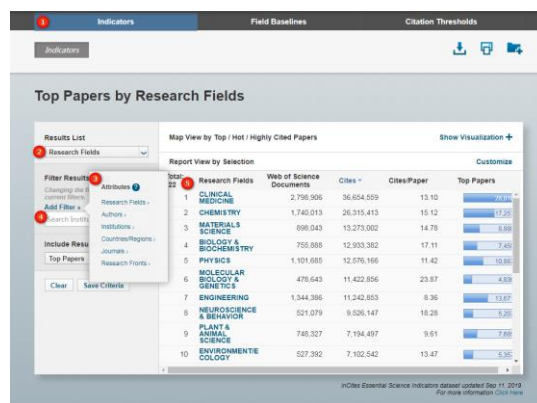 1 Indicators Field Baselines Citation Thresholds
Indicators
Top Papers by Research Fields
Results List
2 Research Fields
Filter Results
Changing the
current filters.
Add Filter »
4 Search
Include Resu
Top Papers
Clear Save Criteria
3 Attributes
Research Fields ›
Authors ›
Institutions ›
Countries/Regions ›
Journals ›
Research Fronts ›
Map View by Top / Hot / Highly Cited Papers Show Visualization +
Report View by Selection Customize
Total:
22 5 Research Fields Web of Science Documents Cites Cites/Paper Top Papers
1 CLINICAL MEDICINE 2,798,906 36,654,559 13.10
2 CHEMISTRY 1,740,013 26,315,413 15.12
3 MATERIALS SCIENCE 898,043 13,273,002 14.78
4 BIOLOGY & BIOCHEMISTRY 755,888 12,933,382 17.11
5 PHYSICS 1,101,685 12,576,166 11.42
6 MOLECULAR BIOLOGY & GENETICS 478,643 11,422,856 23.87
7 ENGINEERING 1,344,386 11,242,853 8.36
8 NEUROSCIENCE & BEHAVIOR 521,079 9,526,147 18.28
9 PLANT & ANIMAL SCIENCE 748,327 7,194,497 9.61
10 ENVIRONMENT/ECOLOGY 527,392 7,102,542 13.47
InCites Essential Science Indicators dataset updated Sep 11, 2019
For more information Click Here